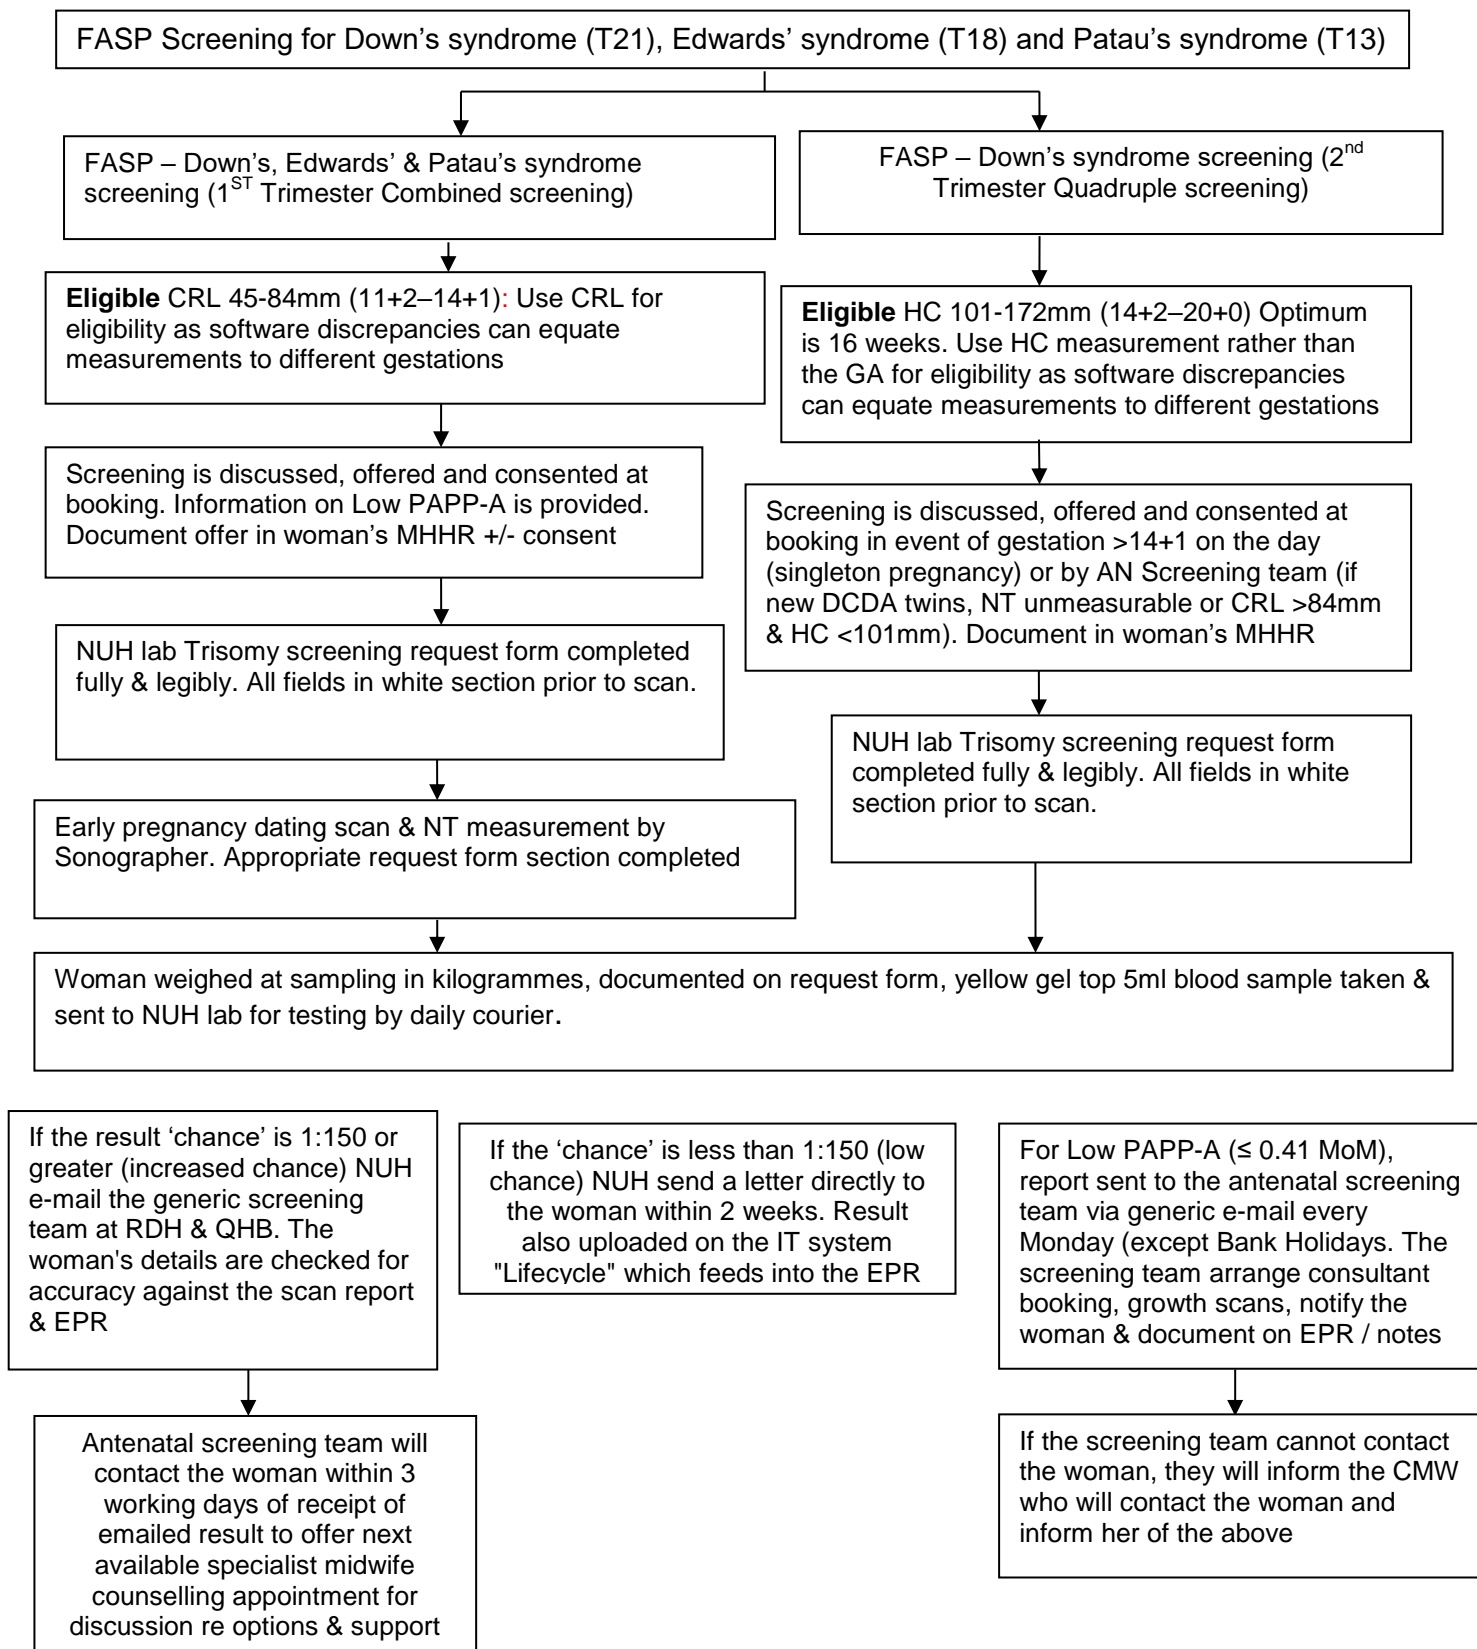 FASP Screening for Down’s syndrome (T21), Edwards’ syndrome (T18) and Patau’s syndrome (T13)
FASP – Down’s, Edwards’ & Patau’s syndrome
screening (1ST Trimester Combined screening)
FASP – Down’s syndrome screening (2nd
Trimester Quadruple screening)
Eligible CRL 45-84mm (11+2–14+1): Use CRL for
eligibility as software discrepancies can equate
measurements to different gestations
Eligible HC 101-172mm (14+2–20+0) Optimum
is 16 weeks. Use HC measurement rather than
the GA for eligibility as software discrepancies
can equate measurements to different gestations
Screening is discussed, offered and consented at
booking. Information on Low PAPP-A is provided.
Document offer in woman’s MHHR +/- consent
Screening is discussed, offered and consented at
booking in event of gestation >14+1 on the day
(singleton pregnancy) or by AN Screening team (if
new DCDA twins, NT unmeasurable or CRL >84mm
& HC <101mm). Document in woman’s MHHR
NUH lab Trisomy screening request form completed
fully & legibly. All fields in white section prior to scan.
NUH lab Trisomy screening request form
completed fully & legibly. All fields in white
section prior to scan.
Early pregnancy dating scan & NT measurement by
Sonographer. Appropriate request form section completed
Woman weighed at sampling in kilogrammes, documented on request form, yellow gel top 5ml blood sample taken &
sent to NUH lab for testing by daily courier.
If the result ‘chance’ is 1:150 or
greater (increased chance) NUH
e-mail the generic screening
team at RDH & QHB. The
woman's details are checked for
accuracy against the scan report
& EPR
If the ‘chance’ is less than 1:150 (low
chance) NUH send a letter directly to
the woman within 2 weeks. Result
also uploaded on the IT system
"Lifecycle" which feeds into the EPR
For Low PAPP-A (≤ 0.41 MoM),
report sent to the antenatal screening
team via generic e-mail every
Monday (except Bank Holidays. The
screening team arrange consultant
booking, growth scans, notify the
woman & document on EPR / notes
Antenatal screening team will
contact the woman within 3
working days of receipt of
emailed result to offer next
available specialist midwife
counselling appointment for
discussion re options & support
If the screening team cannot contact
the woman, they will inform the CMW
who will contact the woman and
inform her of the above